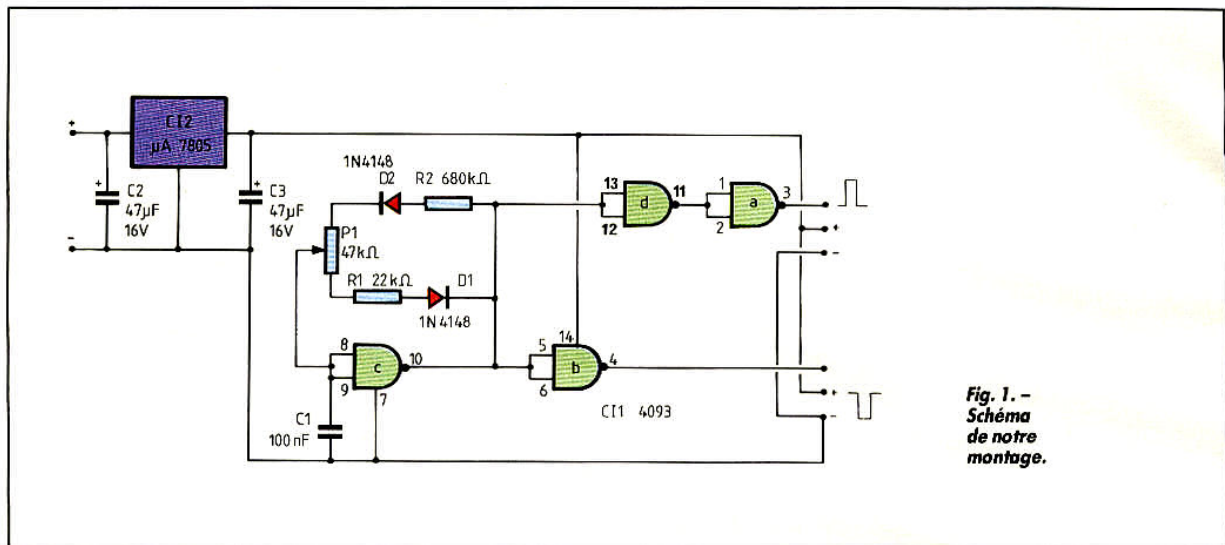 +
CI2
µA 7805
+
C2
47µF
16V
-
+
C3
47µF
16V
1N4148
D2
R2 680kΩ
P1
47kΩ
R1 22kΩ
D1
1N4148
8
9
c
10
7
C1
100nF
13
12
d
11
1
2
a
3
+
-
14
5
6
b
4
CI1 4093
+
-
Fig. 1. –
Schéma
de notre
montage.